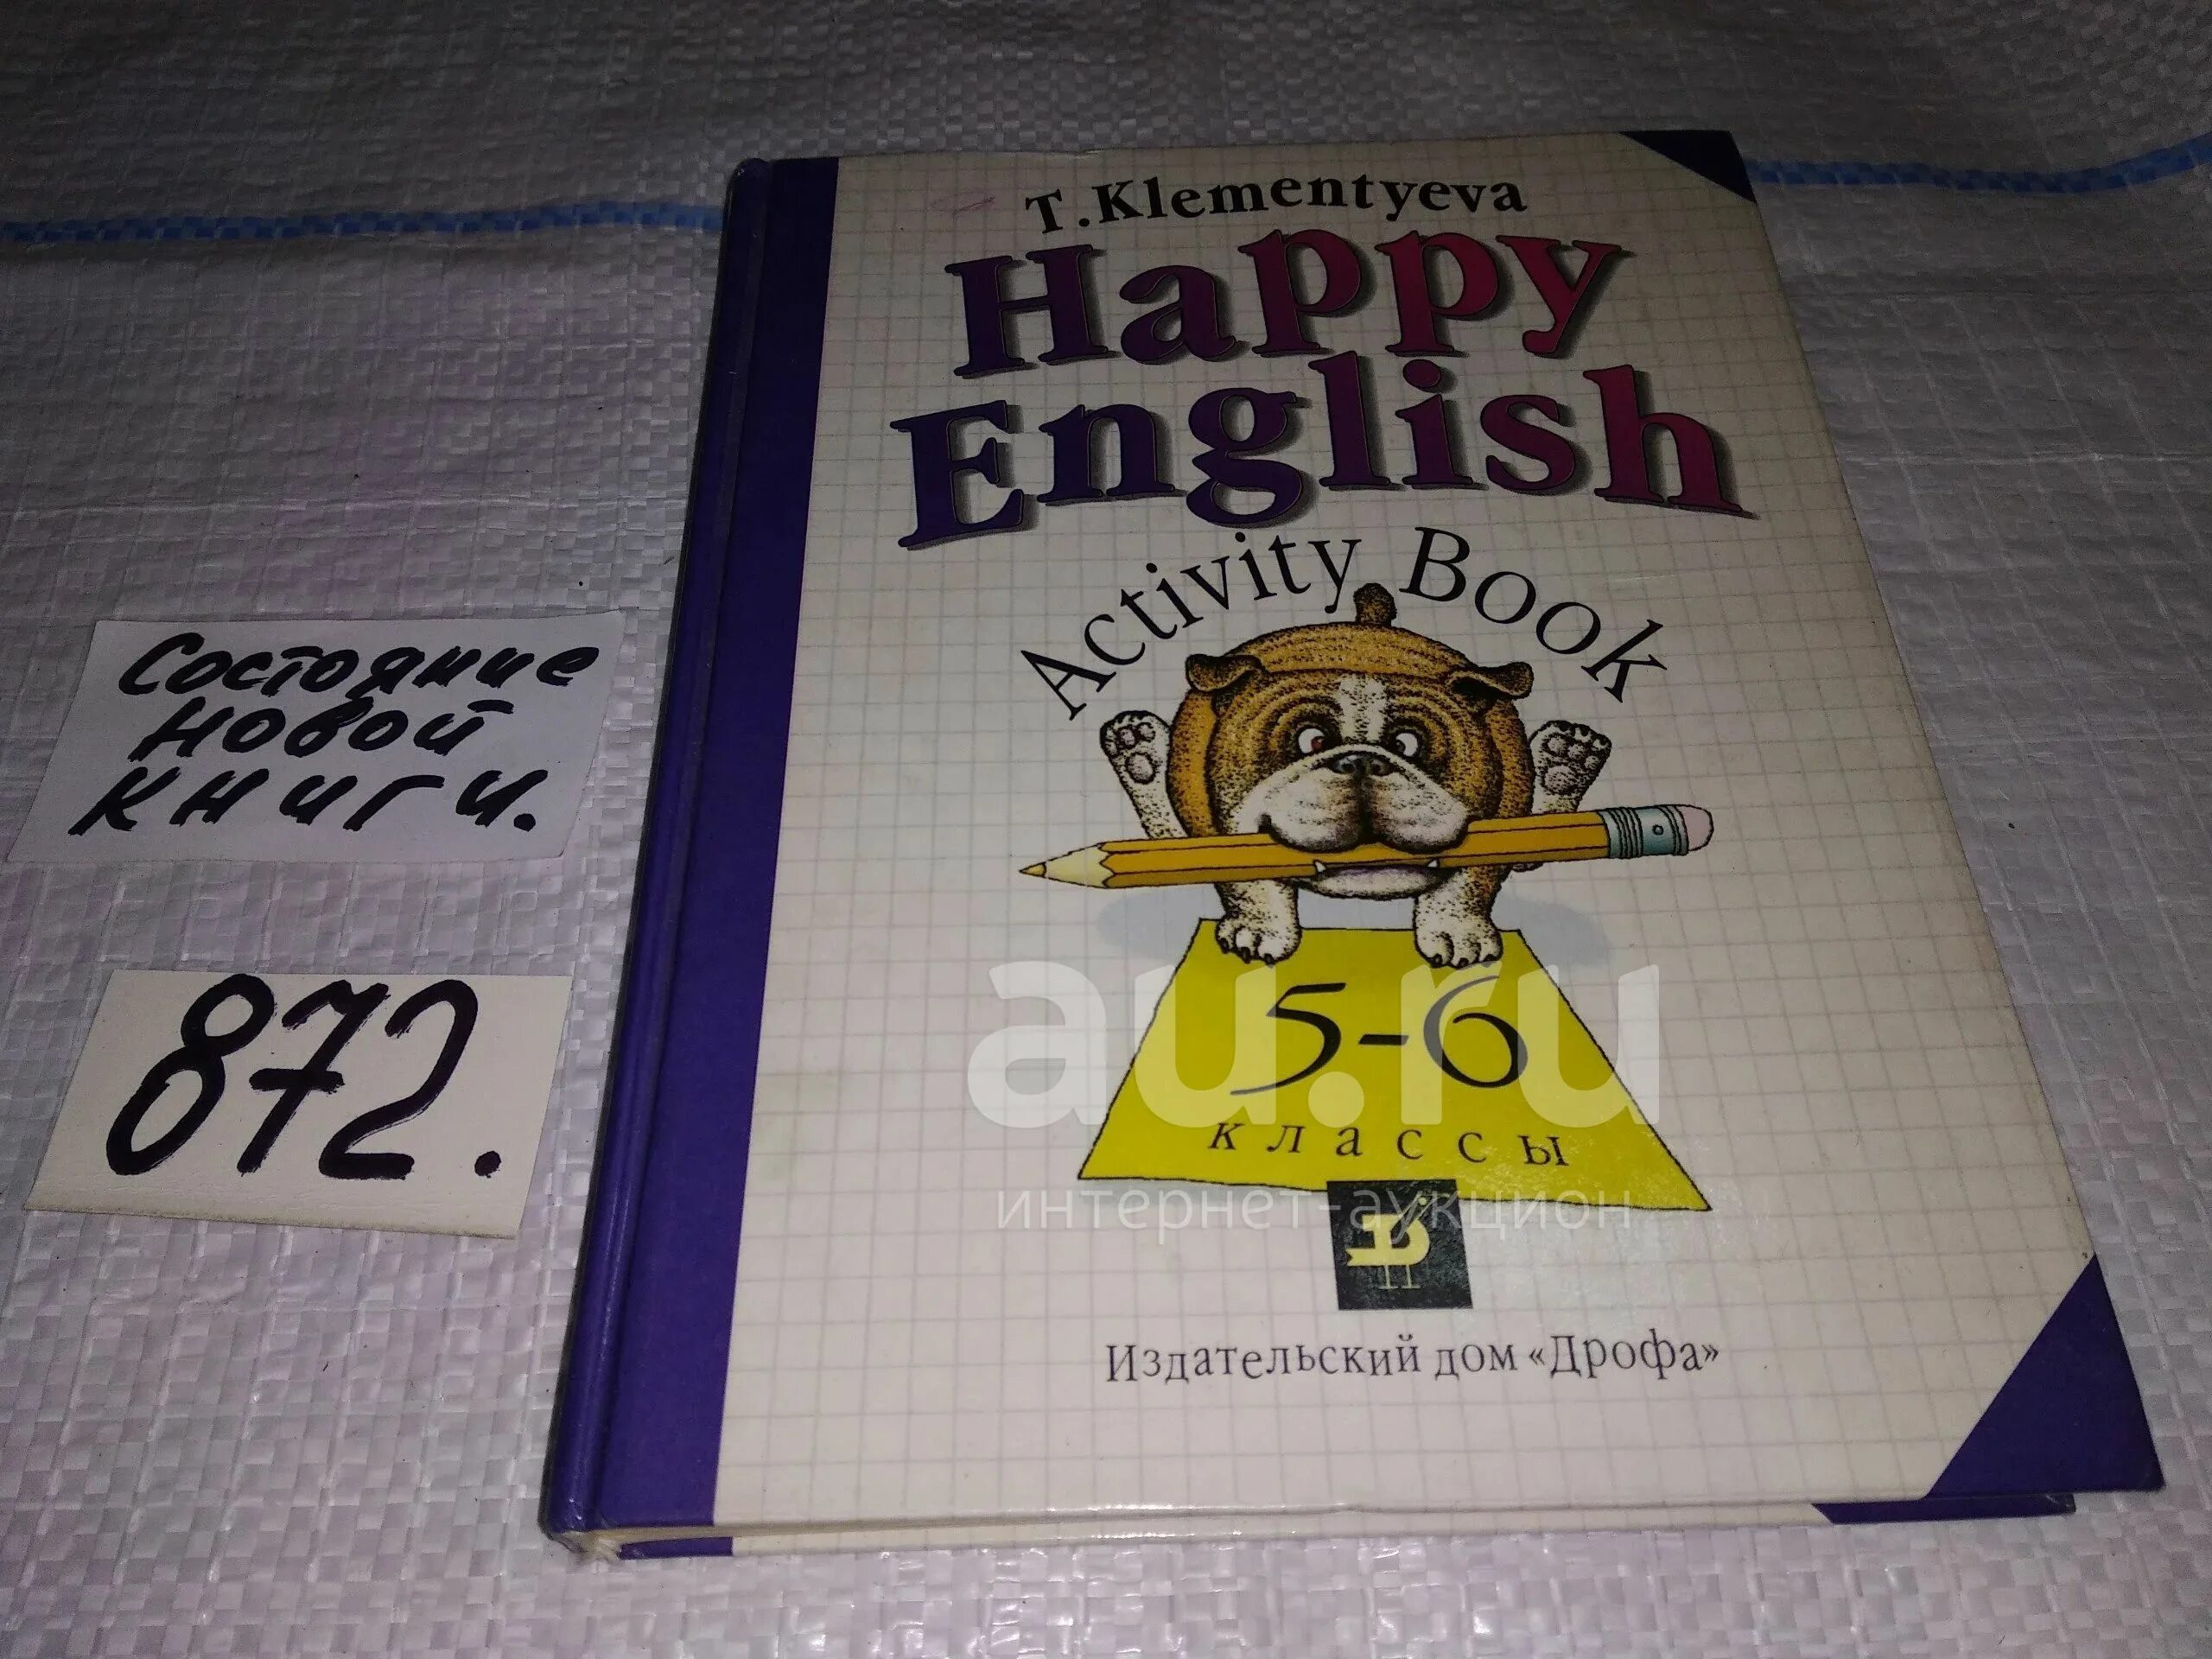 T.Klementyeva
Happy
English
Activity Book
5-6
классы
Издательский дом «Дрофа»
Состояние
новой
книги.
872.
au.ru
интернет-аукцион